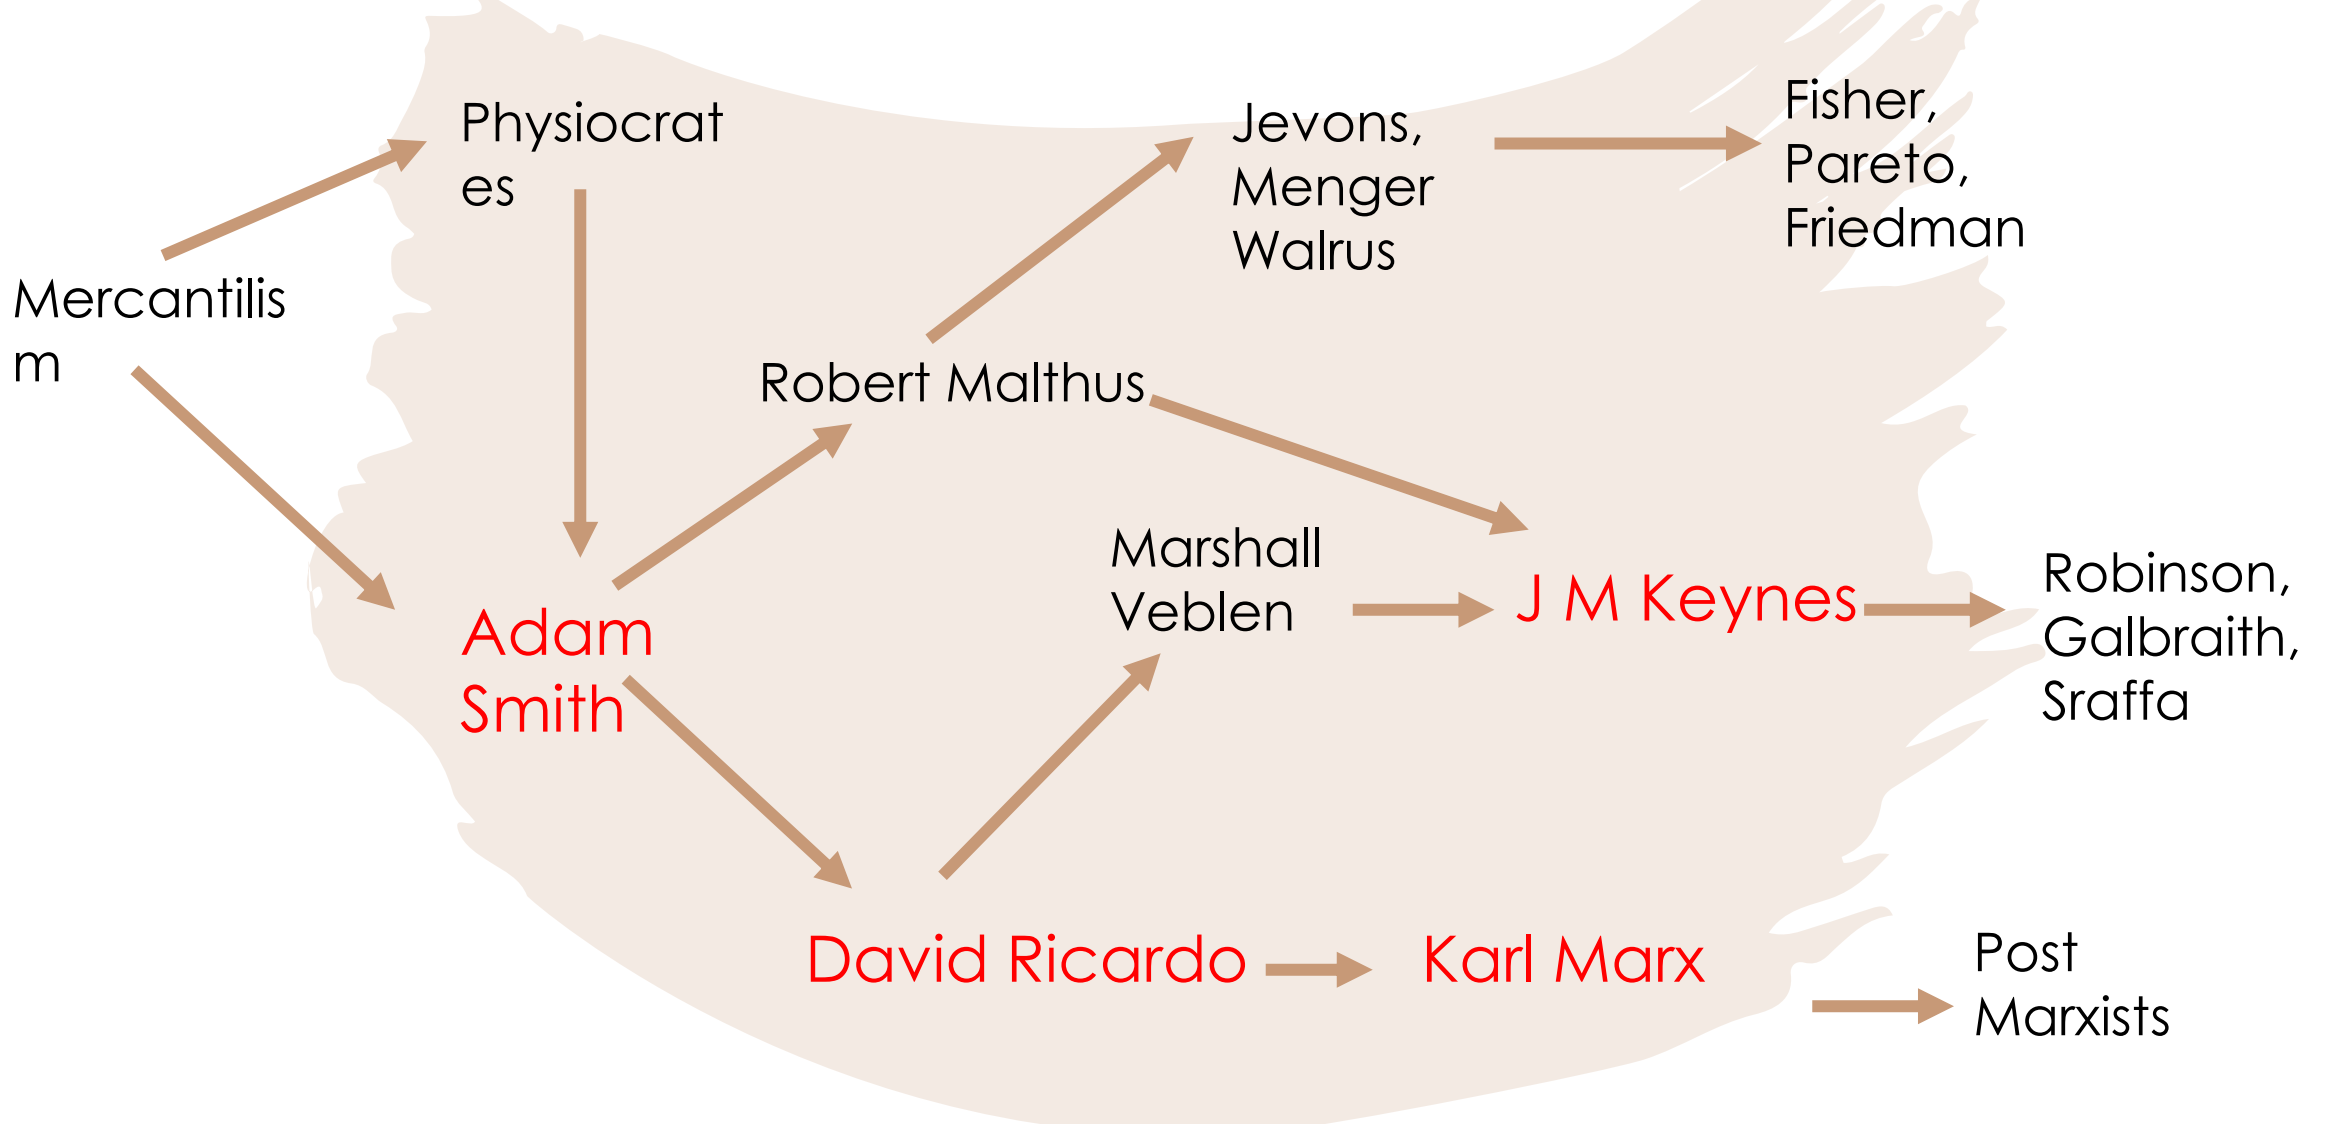 Physiocrat
es
Jevons,
Menger
Walrus
Fisher,
Pareto,
Friedman
Mercantilis
m
Robert Malthus
Adam
Smith
Marshall
Veblen
J M Keynes
Robinson,
Galbraith,
Sraffa
David Ricardo
Karl Marx
Post
Marxists